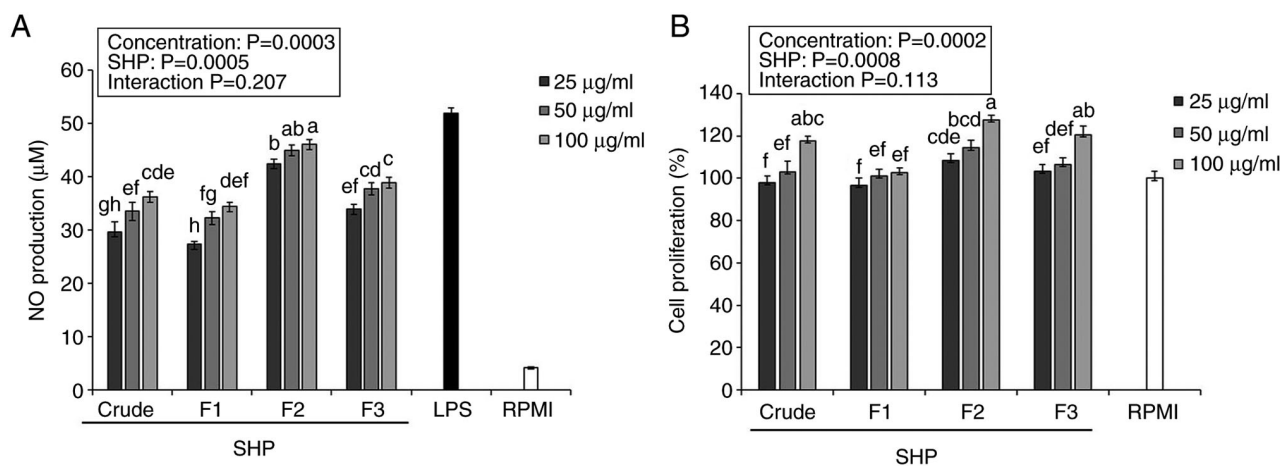 A
Concentration: P=0.0003
SHP: P=0.0005
Interaction P=0.207
NO production (μM)
60
50
40
30
20
10
0
gh
ef
cde
h
fg
def
b
ab
a
ef
cd
c
25 μg/ml
50 μg/ml
100 μg/ml
Crude F1 F2 F3 LPS RPMI
SHP
B
Concentration: P=0.0002
SHP: P=0.0008
Interaction P=0.113
Cell proliferation (%)
140
120
100
80
60
40
20
0
f
ef
abc
f
ef
ef
cde
bcd
a
ef
def
ab
25 μg/ml
50 μg/ml
100 μg/ml
Crude F1 F2 F3 RPMI
SHP